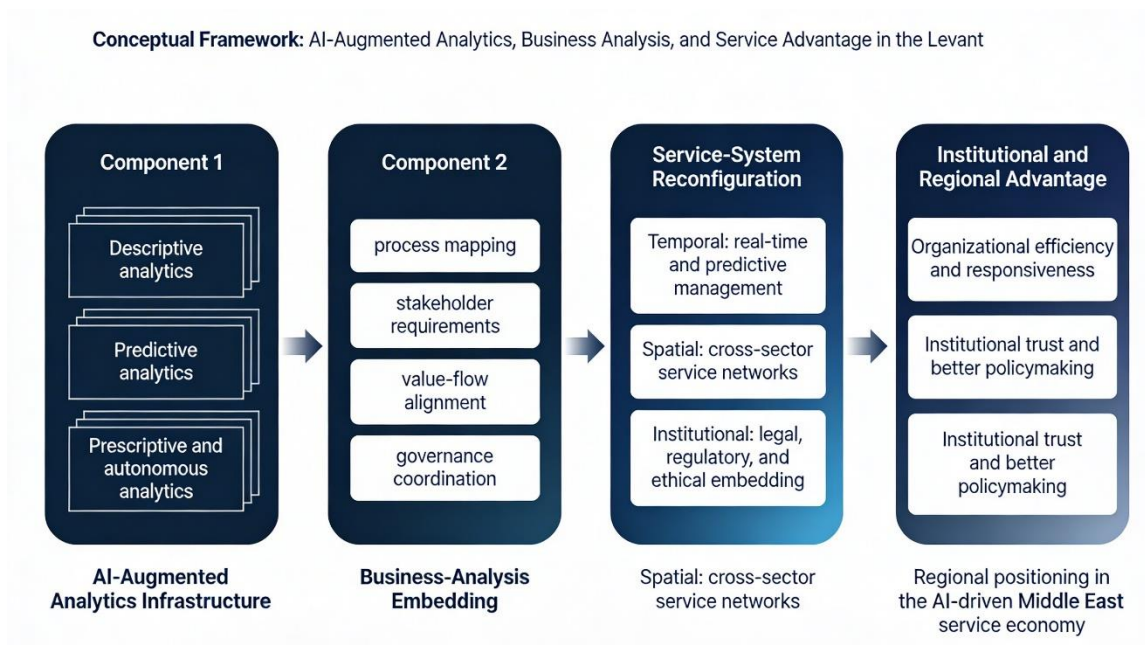 Conceptual Framework: AI-Augmented Analytics, Business Analysis, and Service Advantage in the Levant
Component 1
Descriptive
analytics
Predictive
analytics
Prescriptive and
autonomous
analytics
AI-Augmented
Analytics Infrastructure
Component 2
process mapping
stakeholder
requirements
value-flow
alignment
governance
coordination
Business-Analysis
Embedding
Service-System
Reconfiguration
Temporal: real-time
and predictive
management
Spatial: cross-sector
service networks
Institutional: legal,
regulatory, and
ethical embedding
Spatial: cross-sector
service networks
Institutional and
Regional Advantage
Organizational efficiency
and responsiveness
Institutional trust and
better policymaking
Institutional trust
and better
policymaking
Regional positioning in
the AI-driven Middle East
service economy